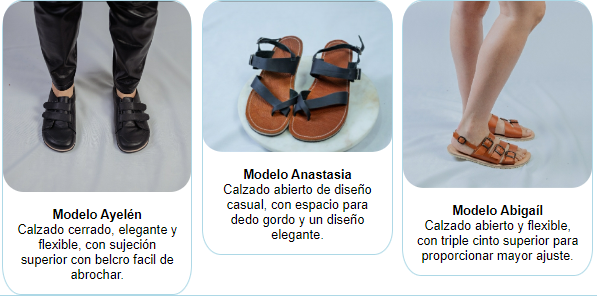 Modelo Ayelén
Calzado cerrado, elegante y
flexible, con sujeción
superior con belcro facil de
abrochar.
Modelo Anastasia
Calzado abierto de diseño
casual, con espacio para
dedo gordo y un diseño
elegante.
Modelo Abigaíl
Calzado abierto y flexible,
con triple cinto superior para
proporcionar mayor ajuste.